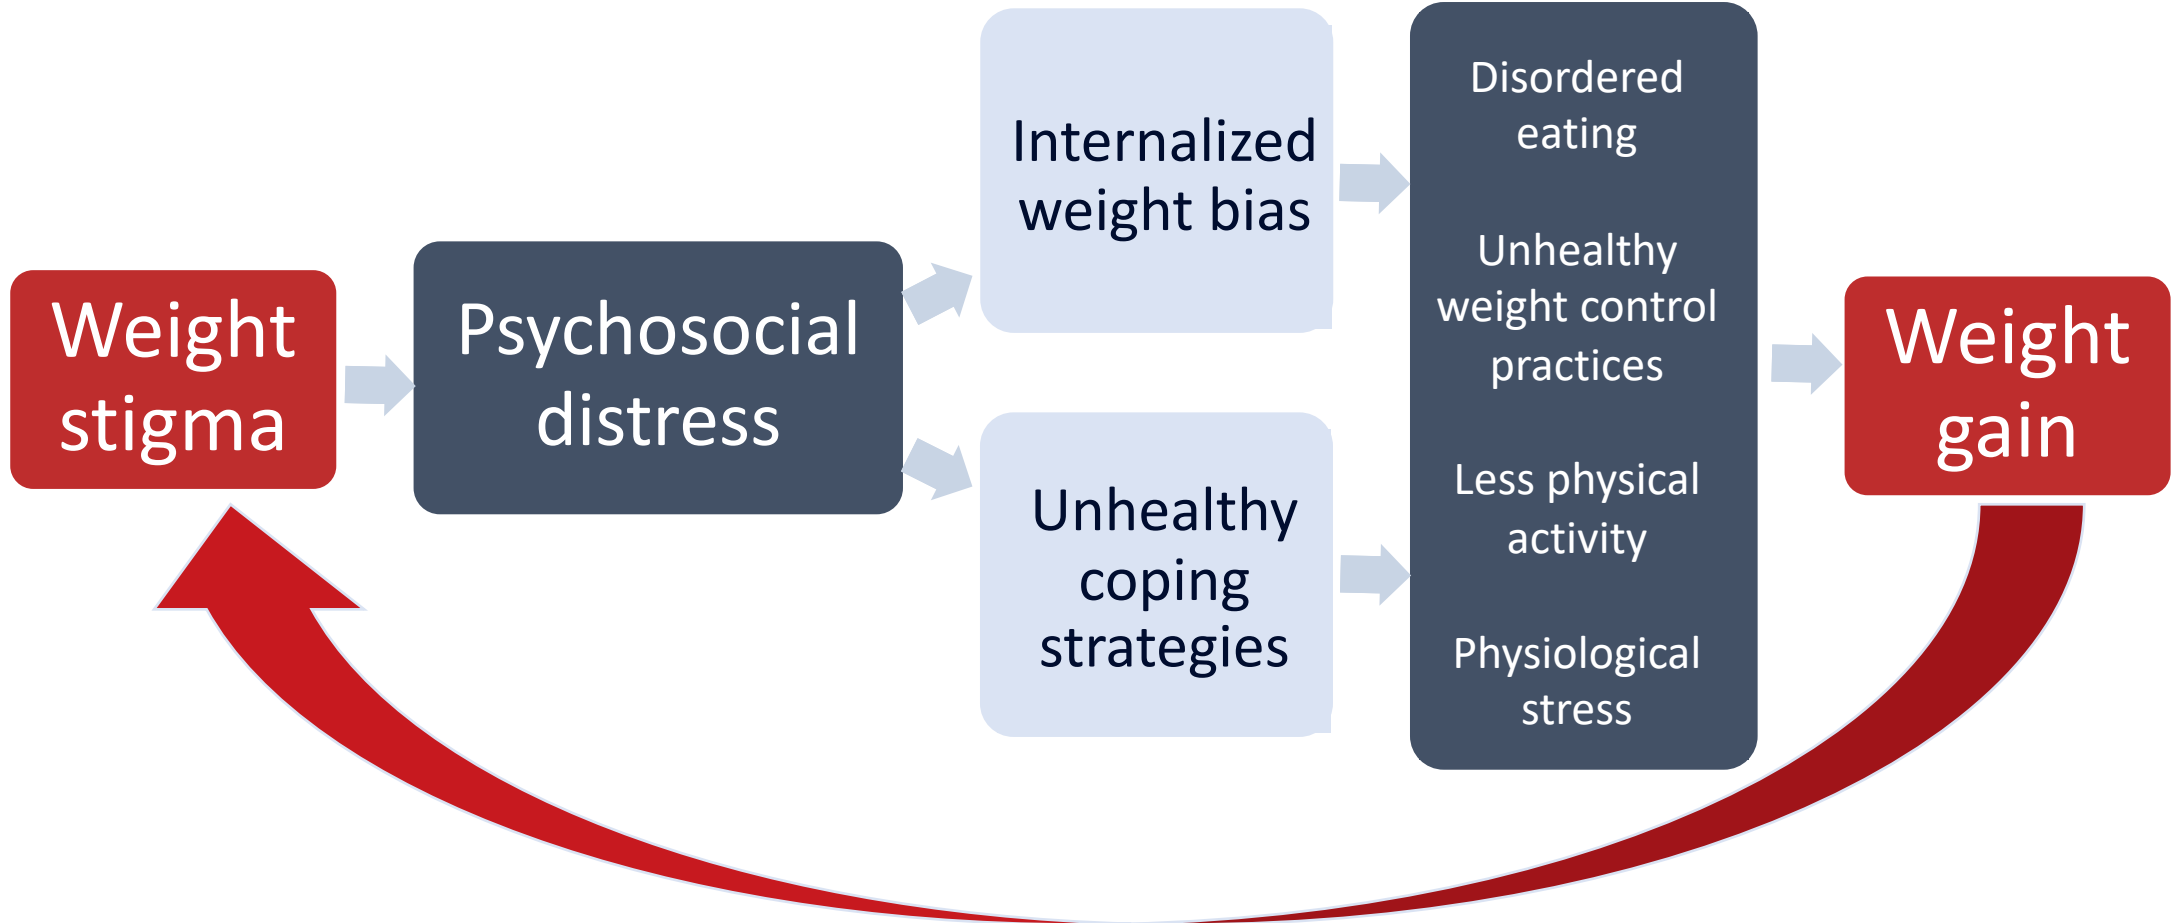 Weight
stigma
Psychosocial
distress
Internalized
weight bias
Unhealthy
coping
strategies
Disordered
eating
Unhealthy
weight control
practices
Less physical
activity
Physiological
stress
Weight
gain